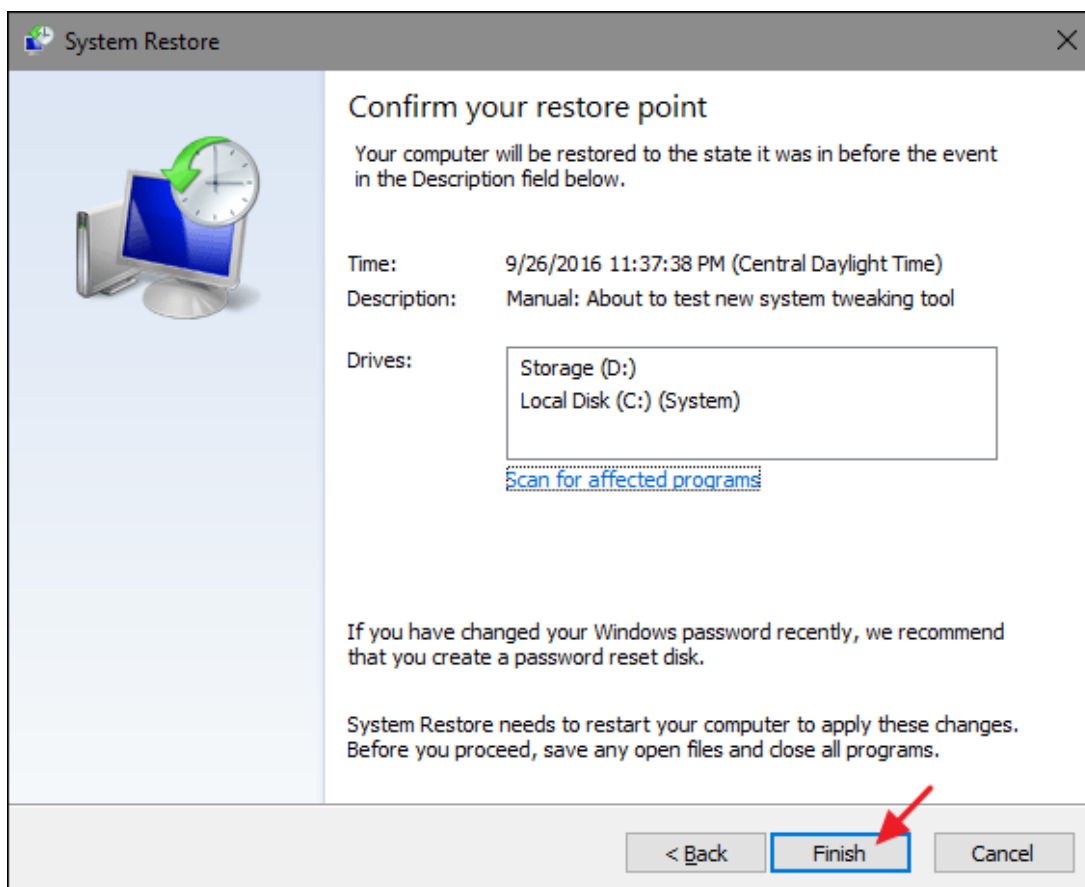 System Restore
Confirm your restore point
Your computer will be restored to the state it was in before the event
in the Description field below.
Time: 9/26/2016 11:37:38 PM (Central Daylight Time)
Description: Manual: About to test new system tweaking tool
Drives: Storage (D:)
Local Disk (C:) (System)
Scan for affected programs
If you have changed your Windows password recently, we recommend
that you create a password reset disk.
System Restore needs to restart your computer to apply these changes.
Before you proceed, save any open files and close all programs.
< Back Finish Cancel